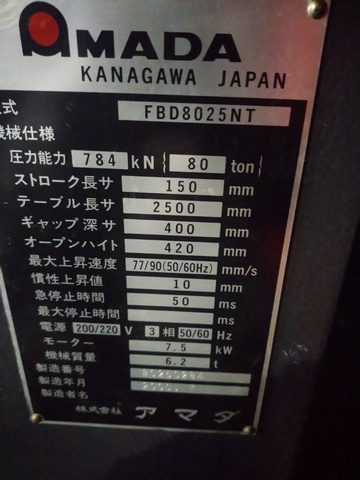 AMADA
KANAGAWA JAPAN
式 FBD8025NT
機械仕様
圧力能力 784 kN { 80 ton }
ストローク長サ 150 mm
テーブル長サ 2500 mm
ギャップ深サ 400 mm
オープンハイト 420 mm
最大上昇速度 77/90(50/60Hz) mm/s
慣性上昇値 10 mm
急停止時間 50 ms
最大停止時間 ms
電源 200/220 V 3 相 50/60 Hz
モーター 7.5 kW
機械質量 6.2 t
製造番号
製造年月
製造者名
株式会社 アマダ